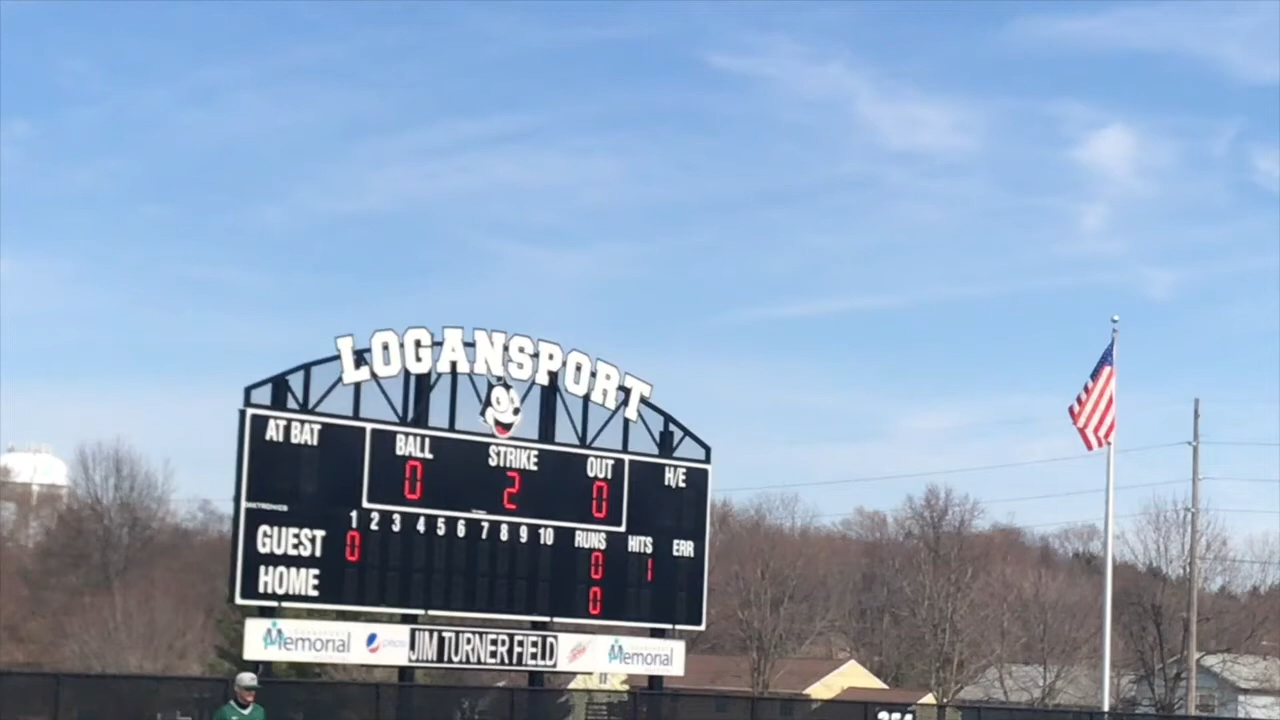 LOGANSPORT
AT BAT
BALL STRIKE OUT H/E
0 2 0
1 2 3 4 5 6 7 8 9 10 RUNS HITS ERR
GUEST 0 0 1
HOME 0
Memorial pepsi JIM TURNER FIELD Memorial